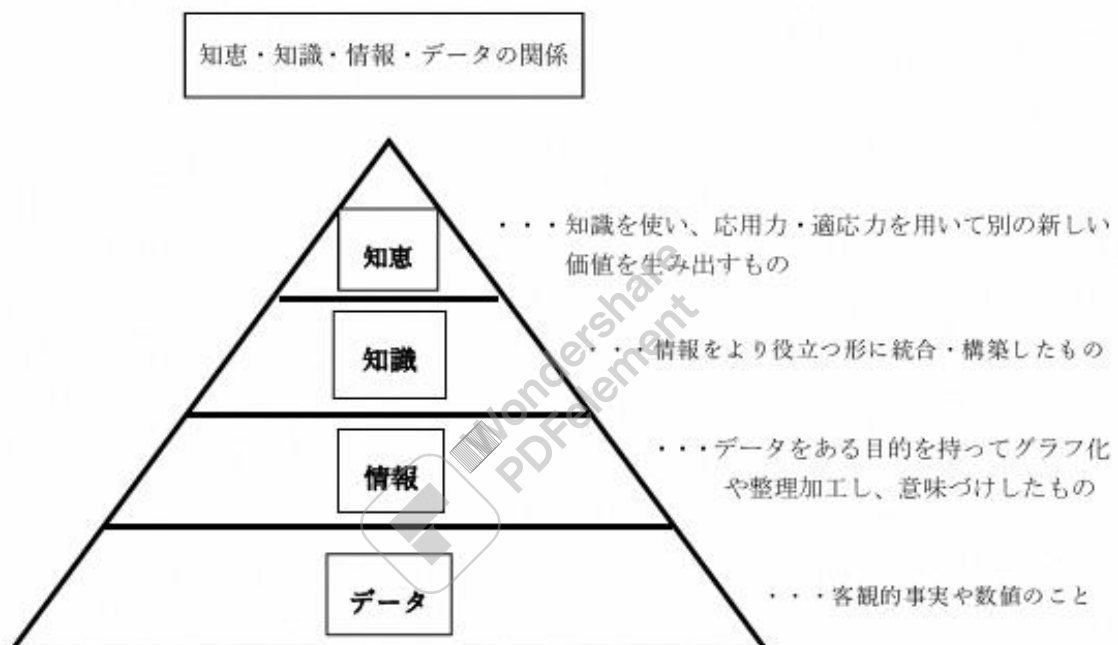 知恵・知識・情報・データの関係
知恵
・・・知識を使い、応用力・適応力を用いて別の新しい
価値を生み出すもの
知識
・・・情報をより役立つ形に統合・構築したもの
情報
・・・データをある目的を持ってグラフ化
や整理加工し、意味づけしたもの
データ
・・・客観的事実や数値のこと
Wondershare
PDFelement